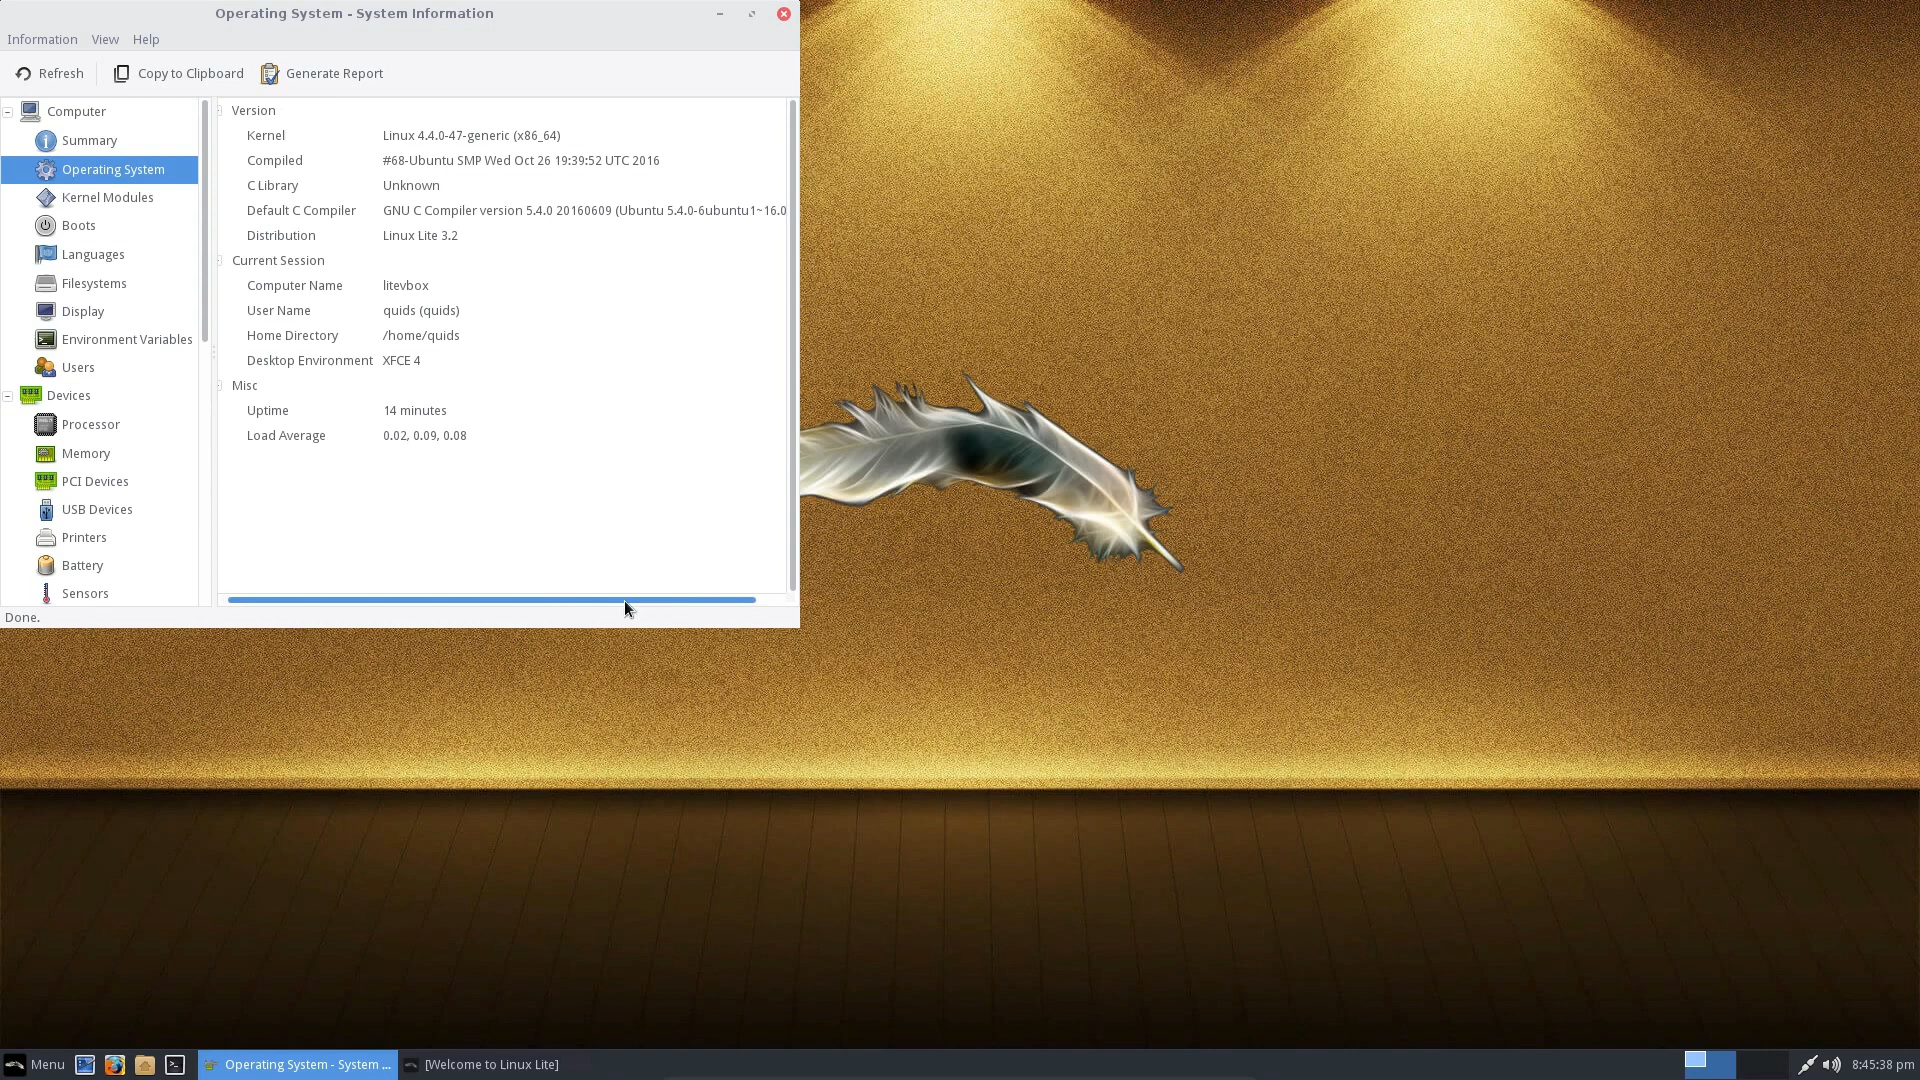 Operating System - System Information
Information View Help
Refresh Copy to Clipboard Generate Report
Computer
Summary
Operating System
Kernel Modules
Boots
Languages
Filesystems
Display
Environment Variables
Users
Devices
Processor
Memory
PCI Devices
USB Devices
Printers
Battery
Sensors
Version
Kernel Linux 4.4.0-47-generic (x86_64)
Compiled #68-Ubuntu SMP Wed Oct 26 19:39:52 UTC 2016
C Library Unknown
Default C Compiler GNU C Compiler version 5.4.0 20160609 (Ubuntu 5.4.0-6ubuntu1~16.0
Distribution Linux Lite 3.2
Current Session
Computer Name litevbox
User Name quids (quids)
Home Directory /home/quids
Desktop Environment XFCE 4
Misc
Uptime 14 minutes
Load Average 0.02, 0.09, 0.08
Done.
Menu Operating System - System ... [Welcome to Linux Lite] 8:45:38 pm